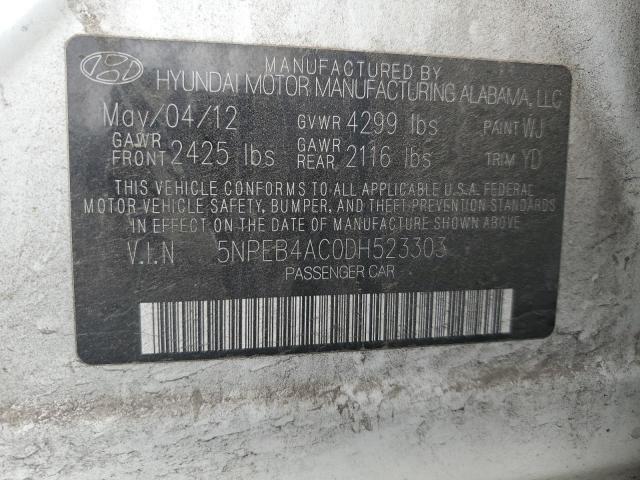 MANUFACTURED BY
HYUNDAI MOTOR MANUFACTURING ALABAMA, LLC
May/04/12 GVWR 4299 lbs PAINT WJ
GAWR FRONT 2425 lbs GAWR REAR 2116 lbs TRIM YD
THIS VEHICLE CONFORMS TO ALL APPLICABLE U.S.A. FEDERAL
MOTOR VEHICLE SAFETY, BUMPER, AND THEFT PREVENTION STANDARDS
IN EFFECT ON THE DATE OF MANUFACTURE SHOWN ABOVE.
V.I.N 5NPEB4AC0DH523303
PASSENGER CAR